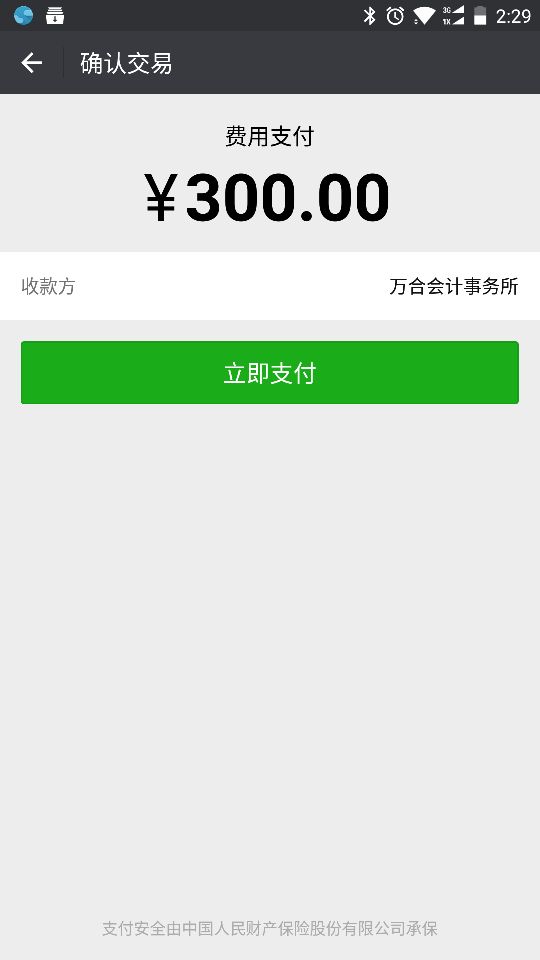 3G
1X
2:29
确认交易
费用支付
￥300.00
收款方 万合会计事务所
立即支付
支付安全由中国人民财产保险股份有限公司承保